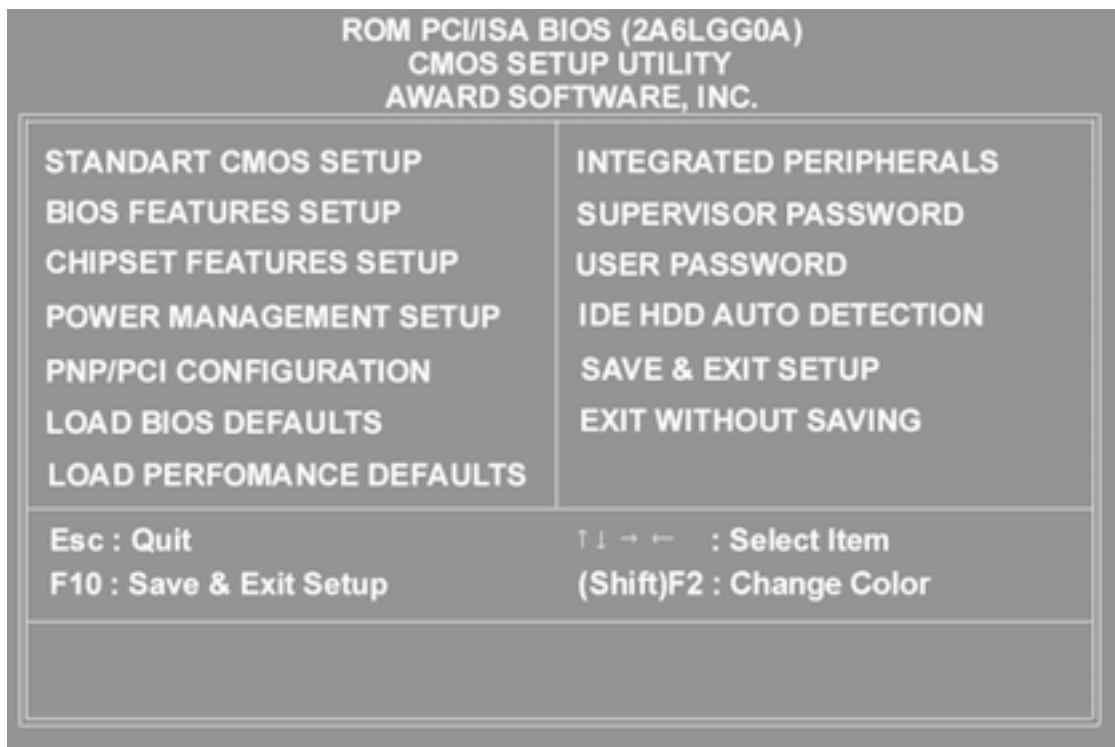 ROM PCI/ISA BIOS (2A6LGG0A)
CMOS SETUP UTILITY
AWARD SOFTWARE, INC.
STANDART CMOS SETUP
BIOS FEATURES SETUP
CHIPSET FEATURES SETUP
POWER MANAGEMENT SETUP
PNP/PCI CONFIGURATION
LOAD BIOS DEFAULTS
LOAD PERFOMANCE DEFAULTS
INTEGRATED PERIPHERALS
SUPERVISOR PASSWORD
USER PASSWORD
IDE HDD AUTO DETECTION
SAVE & EXIT SETUP
EXIT WITHOUT SAVING
Esc : Quit
F10 : Save & Exit Setup
↑ ↓ → ← : Select Item
(Shift)F2 : Change Color